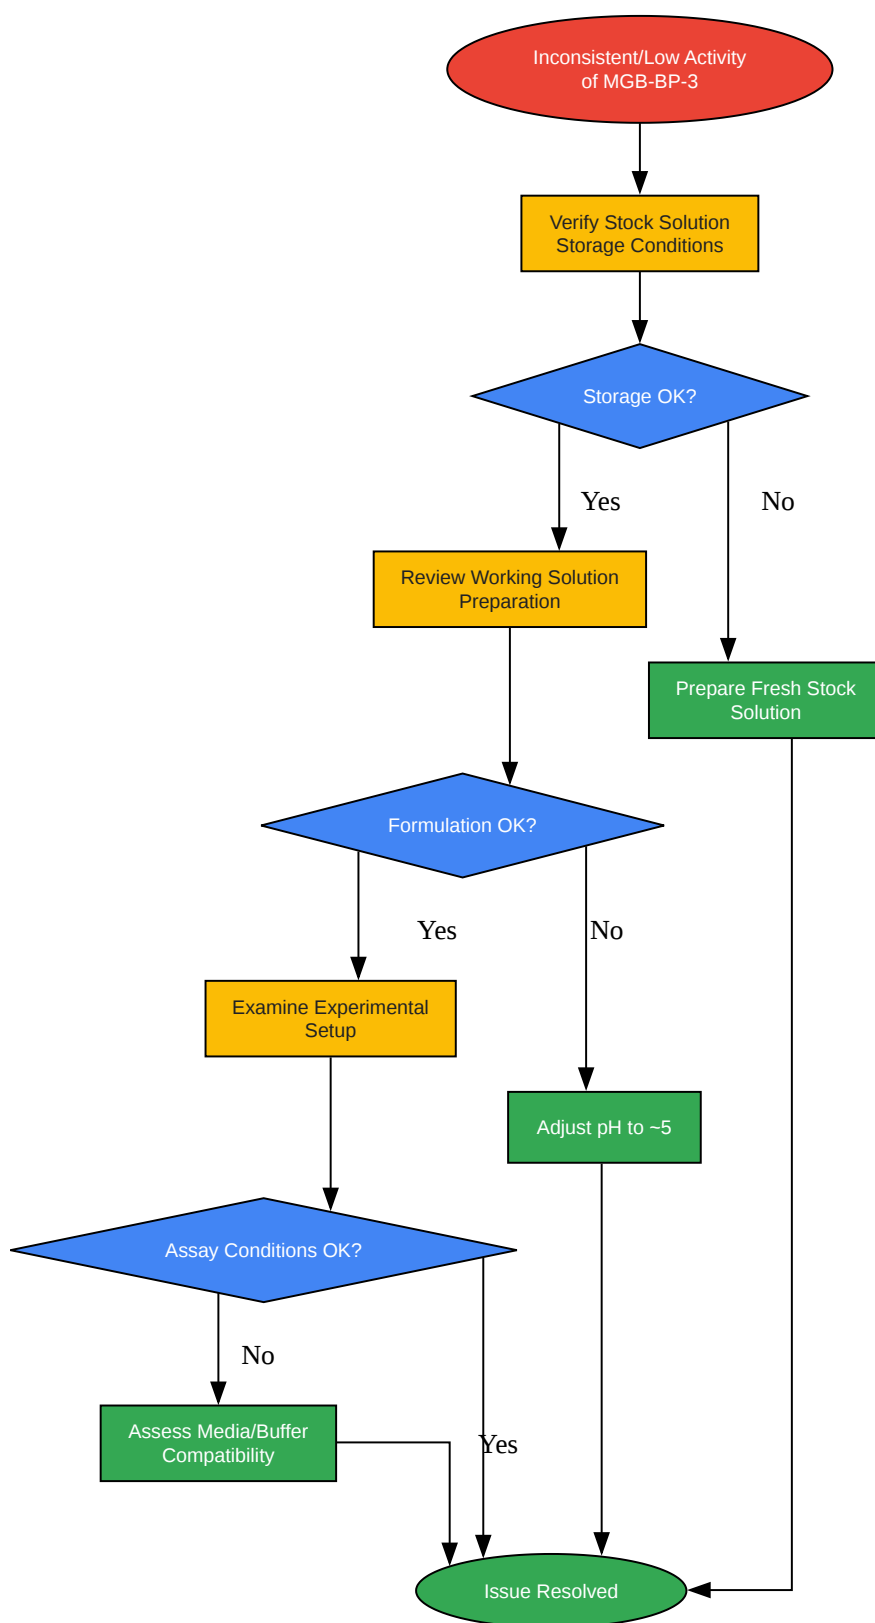 Inconsistent/Low Activity
of MGB-BP-3
Verify Stock Solution
Storage Conditions
Storage OK?
Yes
No
Review Working Solution
Preparation
Prepare Fresh Stock
Solution
Formulation OK?
Yes
No
Examine Experimental
Setup
Adjust pH to ~5
Assay Conditions OK?
No
Assess Media/Buffer
Compatibility
Yes
Issue Resolved